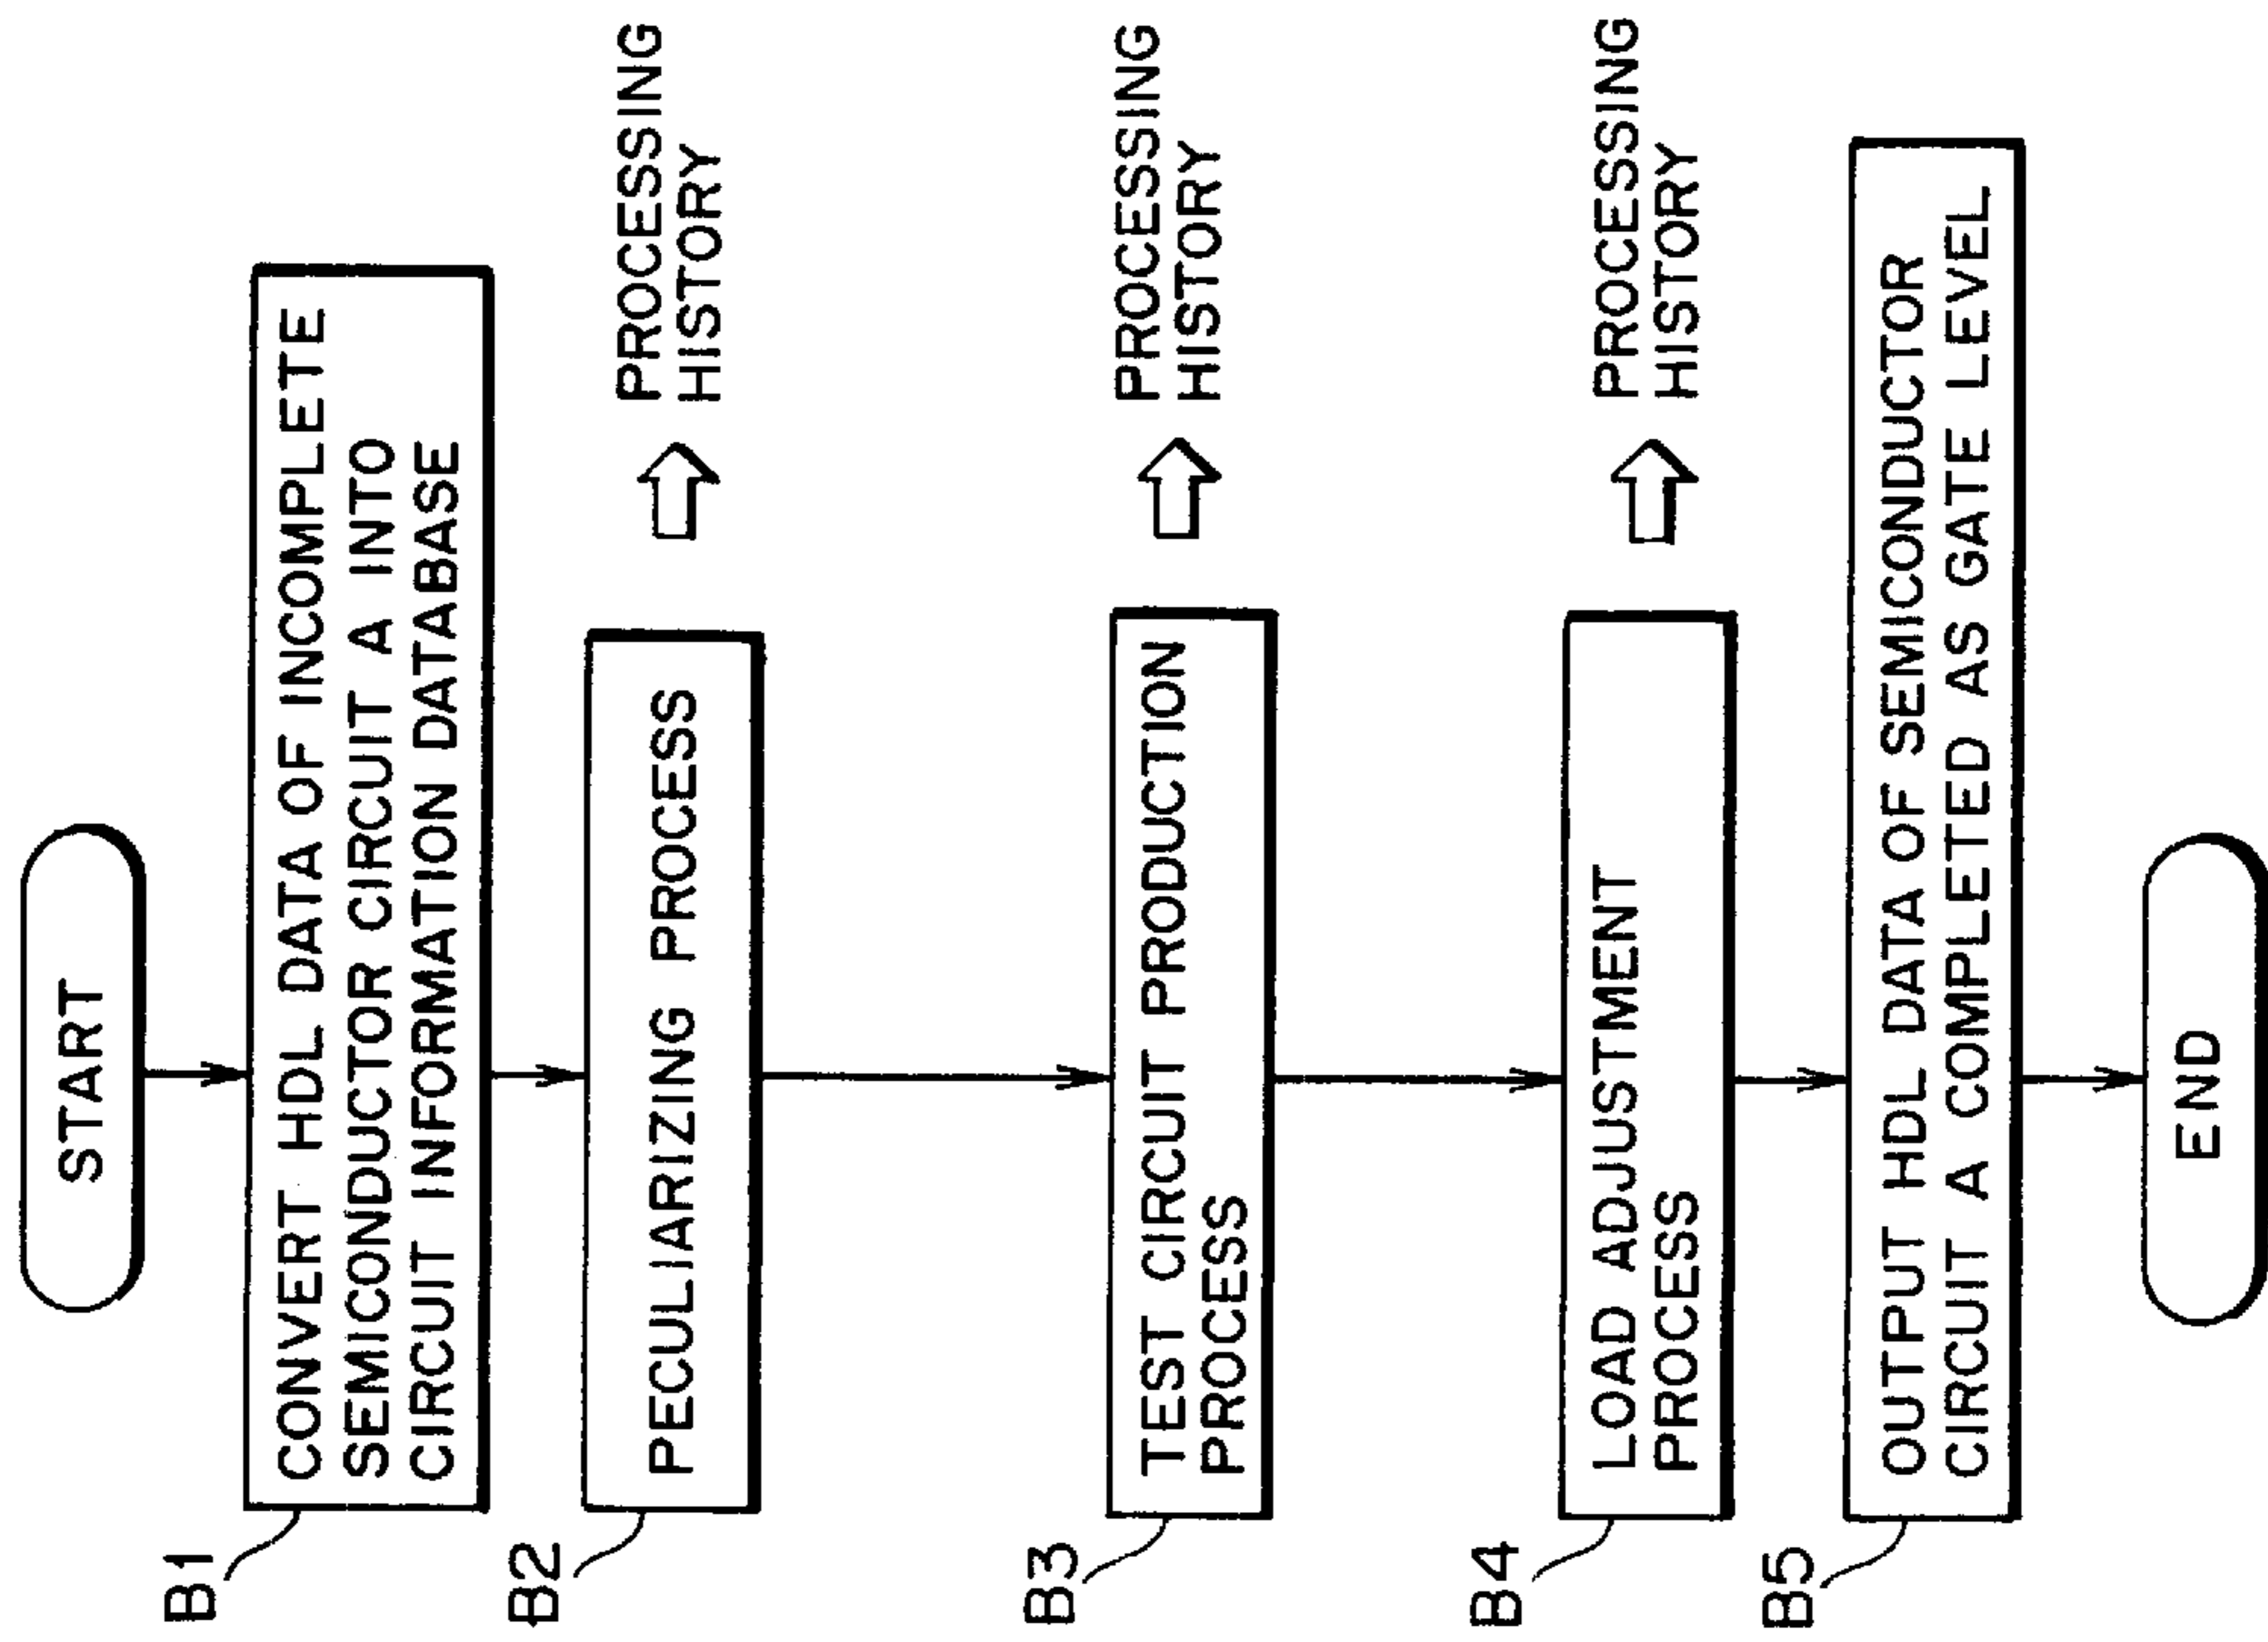 START
B1
CONVERT HDL DATA OF INCOMPLETE
SEMICONDUCTOR CIRCUIT A INTO
CIRCUIT INFORMATION DATABASE
B2
PECULIARIZING PROCESS
PROCESSING
HISTORY
B3
TEST CIRCUIT PRODUCTION
PROCESS
PROCESSING
HISTORY
B4
LOAD ADJUSTMENT
PROCESS
PROCESSING
HISTORY
B5
OUTPUT HDL DATA OF SEMICONDUCTOR
CIRCUIT A COMPLETED AS GATE LEVEL
END